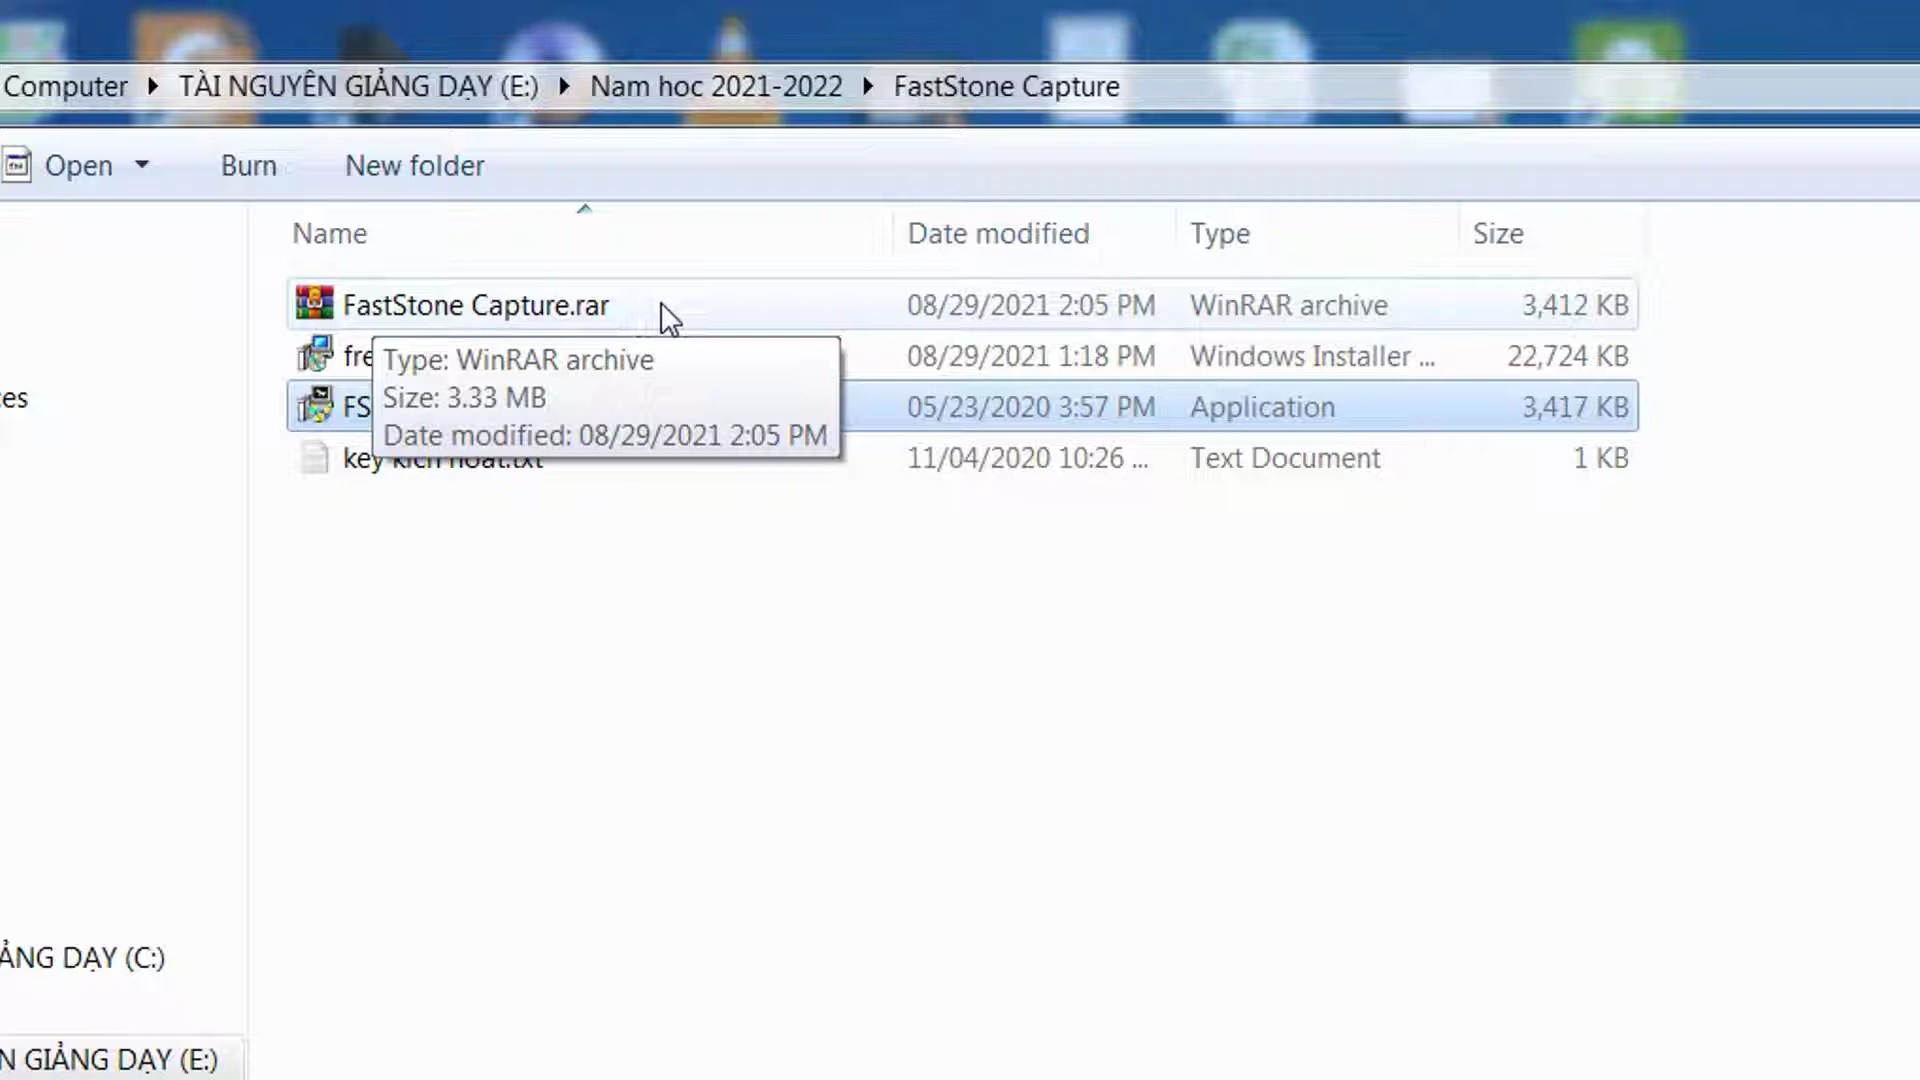 Computer TÀI NGUYÊN GIẢNG DẠY (E:) Nam hoc 2021-2022 FastStone Capture
Open Burn New folder
Name Date modified Type Size
FastStone Capture.rar 08/29/2021 2:05 PM WinRAR archive 3,412 KB
fre 08/29/2021 1:18 PM Windows Installer ... 22,724 KB
FS 05/23/2020 3:57 PM Application 3,417 KB
key kich hoat.txt 11/04/2020 10:26 ... Text Document 1 KB
Type: WinRAR archive
Size: 3.33 MB
Date modified: 08/29/2021 2:05 PM
es
ẢNG DẠY (C:)
N GIẢNG DẠY (E:)